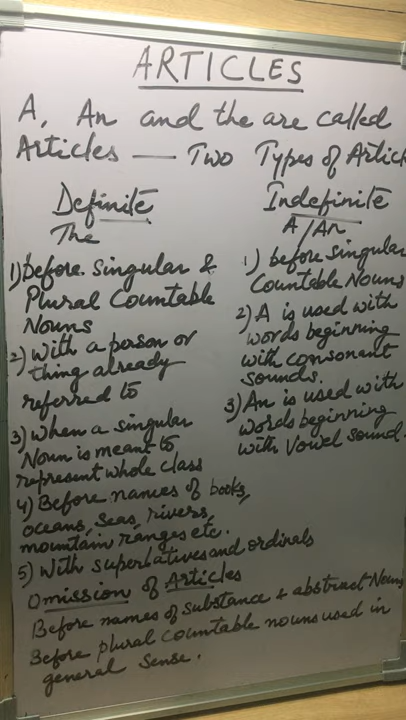 ARTICLES
A, An and the are called
Articles — Two Types of Artic
Definite
The
1) before Singular &
Plural Countable
Nouns
2) With a person or
thing already
referred to
3) When a singular
Noun is meant to
represent whole class
4) Before names of books,
oceans, seas, rivers,
mountain ranges etc.
5) With superlatives and ordinals
Indefinite
A / An
1) before singular
Countable Nouns
2) A is used with
words beginning
with consonant
sounds.
3) An is used with
words beginning
with Vowel sound.
Omission of Articles
Before names of substance & abstract Nouns
Before plural countable nouns used in
general sense.